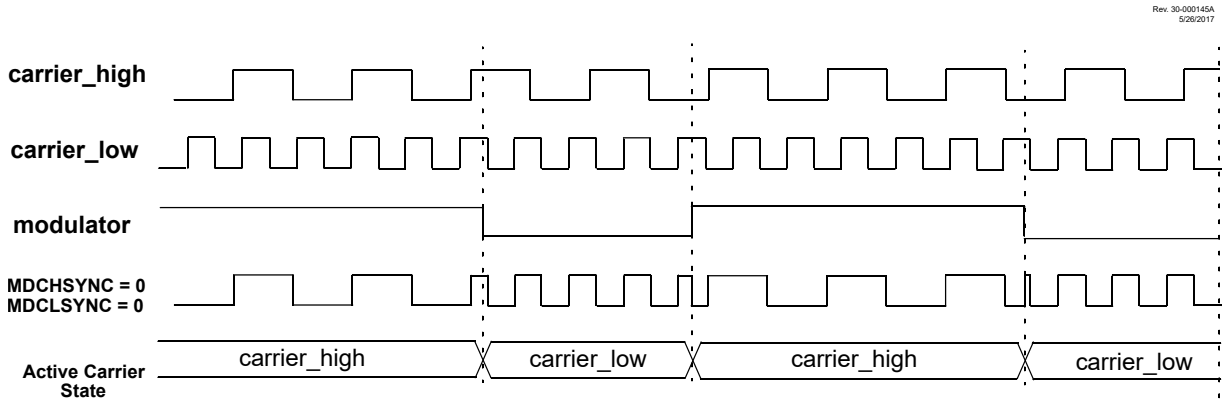 Rev. 30-000145A
5/26/2017
carrier_high
carrier_low
modulator
MDCHSYNC = 0
MDCLSYNC = 0
Active Carrier
State
carrier_high
carrier_low
carrier_high
carrier_low